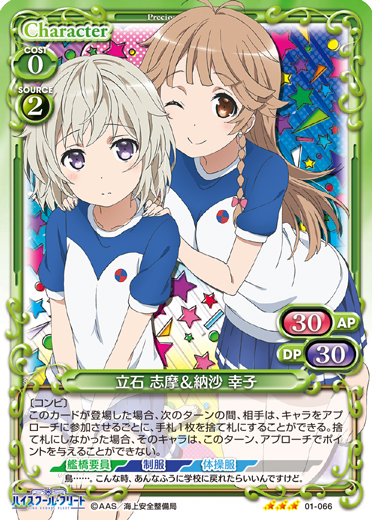 Precious
Character
COST
0
SOURCE
2
30 AP
DP 30
立石 志摩&納沙 幸子
[コンビ]
このカードが登場した場合、次のターンの間、相手は、キャラをアプ
ローチに参加させるごとに、手札1枚を捨て札にすることができる。捨
て札にしなかった場合、そのキャラは、このターン、アプローチでポイ
ントを与えることができない。
艦橋要員 制服 体操服
鳥……、こんな時、あんなふうに学校に戻れたらいいんですけど。
ハイスクール・フリート
©AAS/海上安全整備局
★★★ 01-066